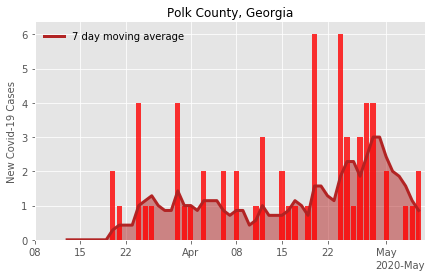 Polk County, Georgia
7 day moving average
New Covid-19 Cases
6
5
4
3
2
1
0
08 15 22 Apr 08 15 22 May
2020-May